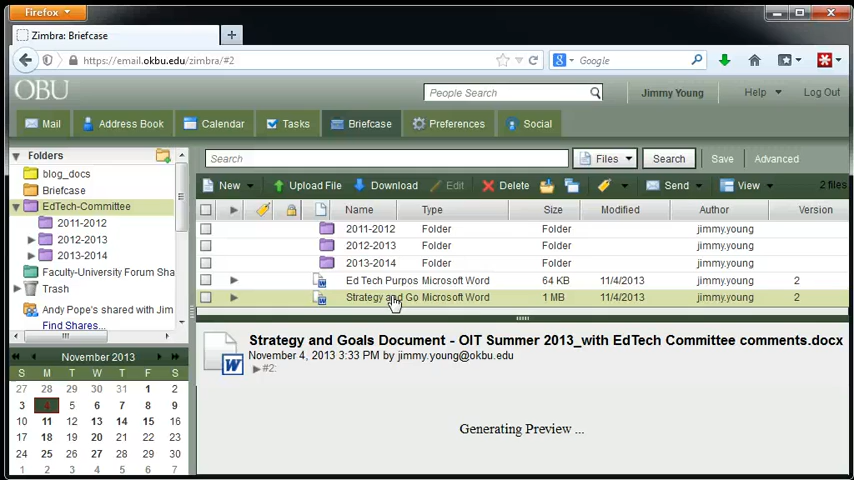 Firefox
Zimbra: Briefcase
https://email.okbu.edu/zimbra/#2
Google
OBU
People Search
Jimmy Young
Help
Log Out
Mail
Address Book
Calendar
Tasks
Briefcase
Preferences
Social
Folders
blog_docs
Briefcase
EdTech-Committee
2011-2012
2012-2013
2013-2014
Faculty-University Forum Sha
Trash
Andy Pope's shared with Jim
Find Shares...
Search
Files
Search
Save
Advanced
New
Upload File
Download
Edit
Delete
Send
View
2 files
Name Type Size Modified Author Version
2011-2012 Folder Folder jimmy.young
2012-2013 Folder Folder jimmy.young
2013-2014 Folder Folder jimmy.young
Ed Tech Purpos Microsoft Word 64 KB 11/4/2013 jimmy.young 2
Strategy and Go Microsoft Word 1 MB 11/4/2013 jimmy.young 2
Strategy and Goals Document - OIT Summer 2013_with EdTech Committee comments.docx
November 4, 2013 3:33 PM by jimmy.young@okbu.edu
#2:
Generating Preview ...
November 2013
S M T W T F S
27 28 29 30 31 1 2
3 4 5 6 7 8 9
10 11 12 13 14 15 16
17 18 19 20 21 22 23
24 25 26 27 28 29 30
1 2 3 4 5 6 7